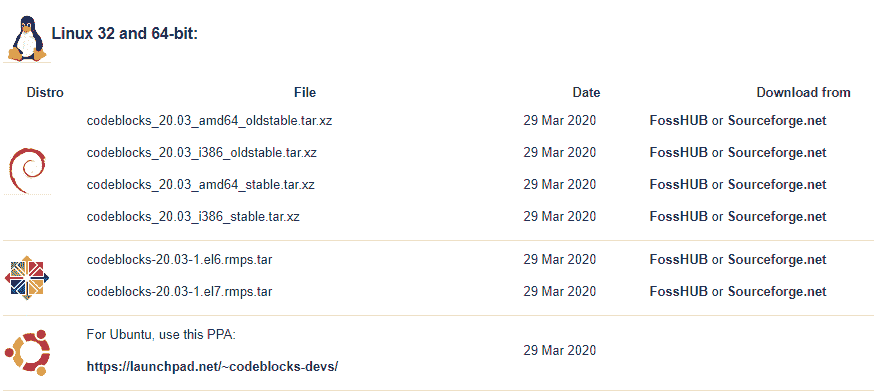 Linux 32 and 64-bit:
Distro File Date Download from
codeblocks_20.03_amd64_oldstable.tar.xz 29 Mar 2020 FossHUB or Sourceforge.net
codeblocks_20.03_i386_oldstable.tar.xz 29 Mar 2020 FossHUB or Sourceforge.net
codeblocks_20.03_amd64_stable.tar.xz 29 Mar 2020 FossHUB or Sourceforge.net
codeblocks_20.03_i386_stable.tar.xz 29 Mar 2020 FossHUB or Sourceforge.net
codeblocks-20.03-1.el6.rmps.tar 29 Mar 2020 FossHUB or Sourceforge.net
codeblocks-20.03-1.el7.rmps.tar 29 Mar 2020 FossHUB or Sourceforge.net
For Ubuntu, use this PPA:
29 Mar 2020
https://launchpad.net/~codeblocks-devs/